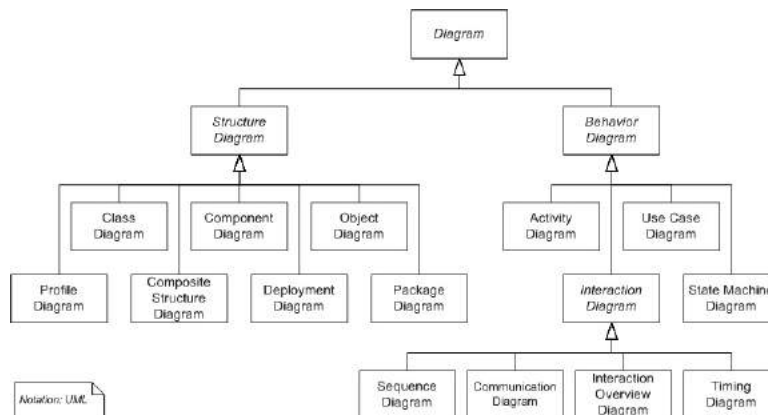 Diagram
Structure
Diagram
Behavior
Diagram
Class
Diagram
Component
Diagram
Object
Diagram
Activity
Diagram
Use Case
Diagram
Profile
Diagram
Composite
Structure
Diagram
Deployment
Diagram
Package
Diagram
Interaction
Diagram
State Machine
Diagram
Sequence
Diagram
Communication
Diagram
Interaction
Overview
Diagram
Timing
Diagram
Notation: UML